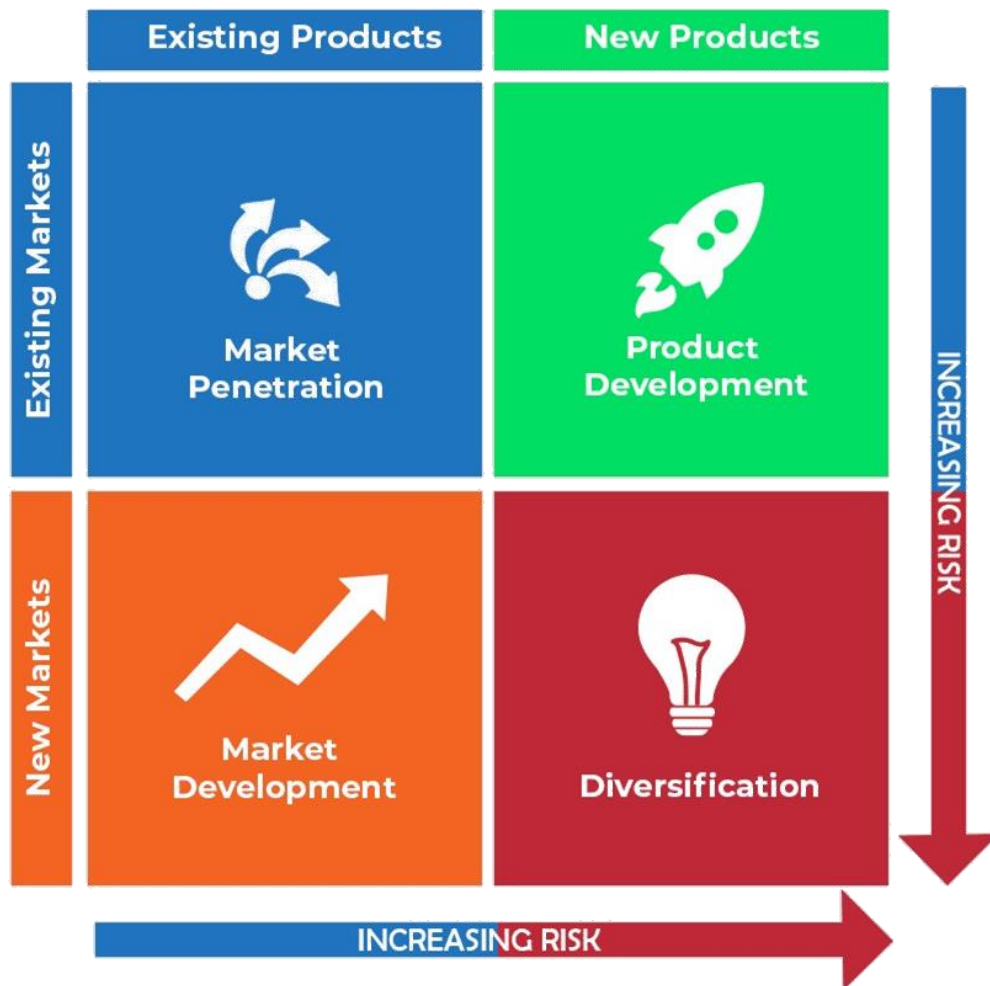 Existing Products
New Products
Existing Markets
Market
Penetration
Product
Development
INCREASING RISK
New Markets
Market
Development
Diversification
INCREASING RISK